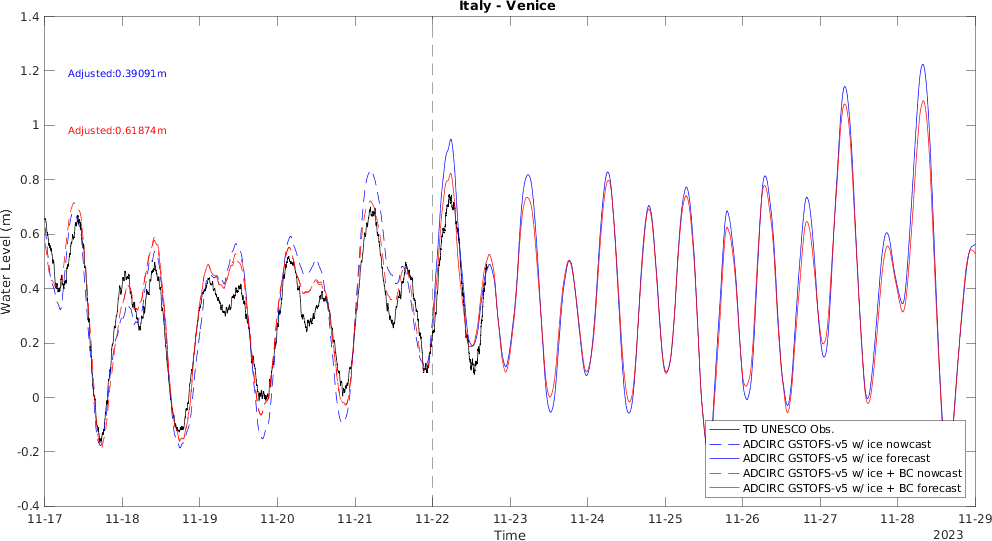 Italy - Venice
1.4
1.2
1
0.8
0.6
0.4
0.2
0
-0.2
-0.4
Water Level (m)
Adjusted:0.39091m
Adjusted:0.61874m
TD UNESCO Obs.
ADCIRC GSTOFS-v5 w/ ice nowcast
ADCIRC GSTOFS-v5 w/ ice forecast
ADCIRC GSTOFS-v5 w/ ice + BC nowcast
ADCIRC GSTOFS-v5 w/ ice + BC forecast
11-17 11-18 11-19 11-20 11-21 11-22 11-23 11-24 11-25 11-26 11-27 11-28 11-29
Time
2023